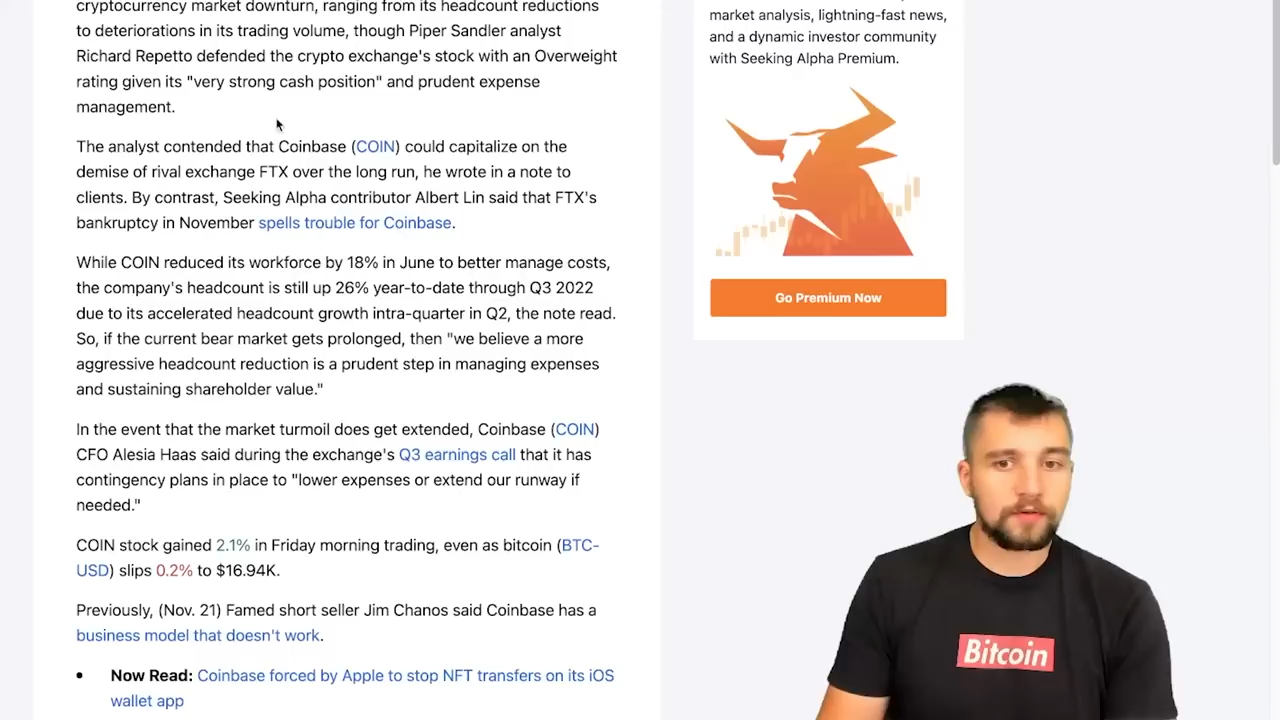 cryptocurrency market downturn, ranging from its headcount reductions
to deteriorations in its trading volume, though Piper Sandler analyst
Richard Repetto defended the crypto exchange's stock with an Overweight
rating given its "very strong cash position" and prudent expense
management.
The analyst contended that Coinbase (COIN) could capitalize on the
demise of rival exchange FTX over the long run, he wrote in a note to
clients. By contrast, Seeking Alpha contributor Albert Lin said that FTX's
bankruptcy in November spells trouble for Coinbase.
While COIN reduced its workforce by 18% in June to better manage costs,
the company's headcount is still up 26% year-to-date through Q3 2022
due to its accelerated headcount growth intra-quarter in Q2, the note read.
So, if the current bear market gets prolonged, then "we believe a more
aggressive headcount reduction is a prudent step in managing expenses
and sustaining shareholder value."
In the event that the market turmoil does get extended, Coinbase (COIN)
CFO Alesia Haas said during the exchange's Q3 earnings call that it has
contingency plans in place to "lower expenses or extend our runway if
needed."
COIN stock gained 2.1% in Friday morning trading, even as bitcoin (BTC-
USD) slips 0.2% to $16.94K.
Previously, (Nov. 21) Famed short seller Jim Chanos said Coinbase has a
business model that doesn't work.
• Now Read: Coinbase forced by Apple to stop NFT transfers on its iOS
wallet app
market analysis, lightning-fast news,
and a dynamic investor community
with Seeking Alpha Premium.
Go Premium Now
Bitcoin